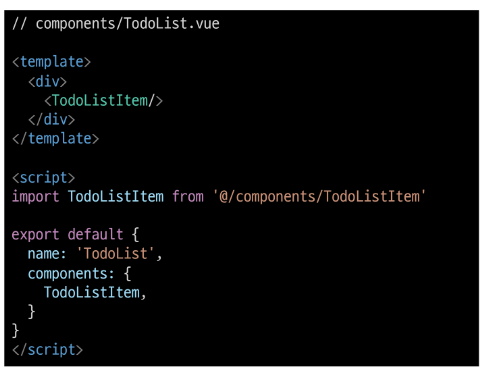 // components/TodoList.vue
<template>
<div>
<TodoListItem/>
</div>
</template>
<script>
import TodoListItem from '@/components/TodoListItem'
export default {
name: 'TodoList',
components: {
TodoListItem,
}
}
</script>